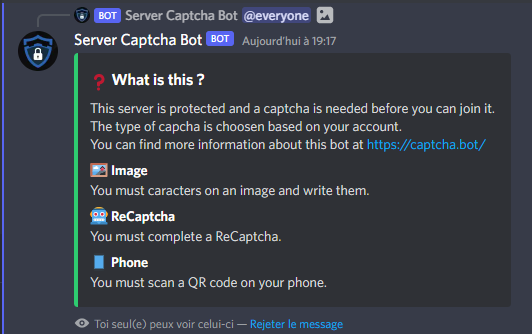 BOT Server Captcha Bot @everyone
Server Captcha Bot BOT Aujourd'hui à 19:17
? What is this ?
This server is protected and a captcha is needed before you can join it.
The type of capcha is choosen based on your account.
You can find more information about this bot at https://captcha.bot/
Image
You must caracters on an image and write them.
ReCaptcha
You must complete a ReCaptcha.
Phone
You must scan a QR code on your phone.
Toi seul(e) peux voir celui-ci — Rejeter le message